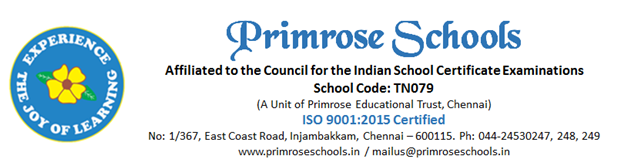 EXPERIENCE
THE JOY OF LEARNING
Primrose Schools
Affiliated to the Council for the Indian School Certificate Examinations
School Code: TN079
(A Unit of Primrose Educational Trust, Chennai)
ISO 9001:2015 Certified
No: 1/367, East Coast Road, Injambakkam, Chennai – 600115. Ph: 044-24530247, 248, 249
www.primroseschools.in / mailus@primroseschools.in